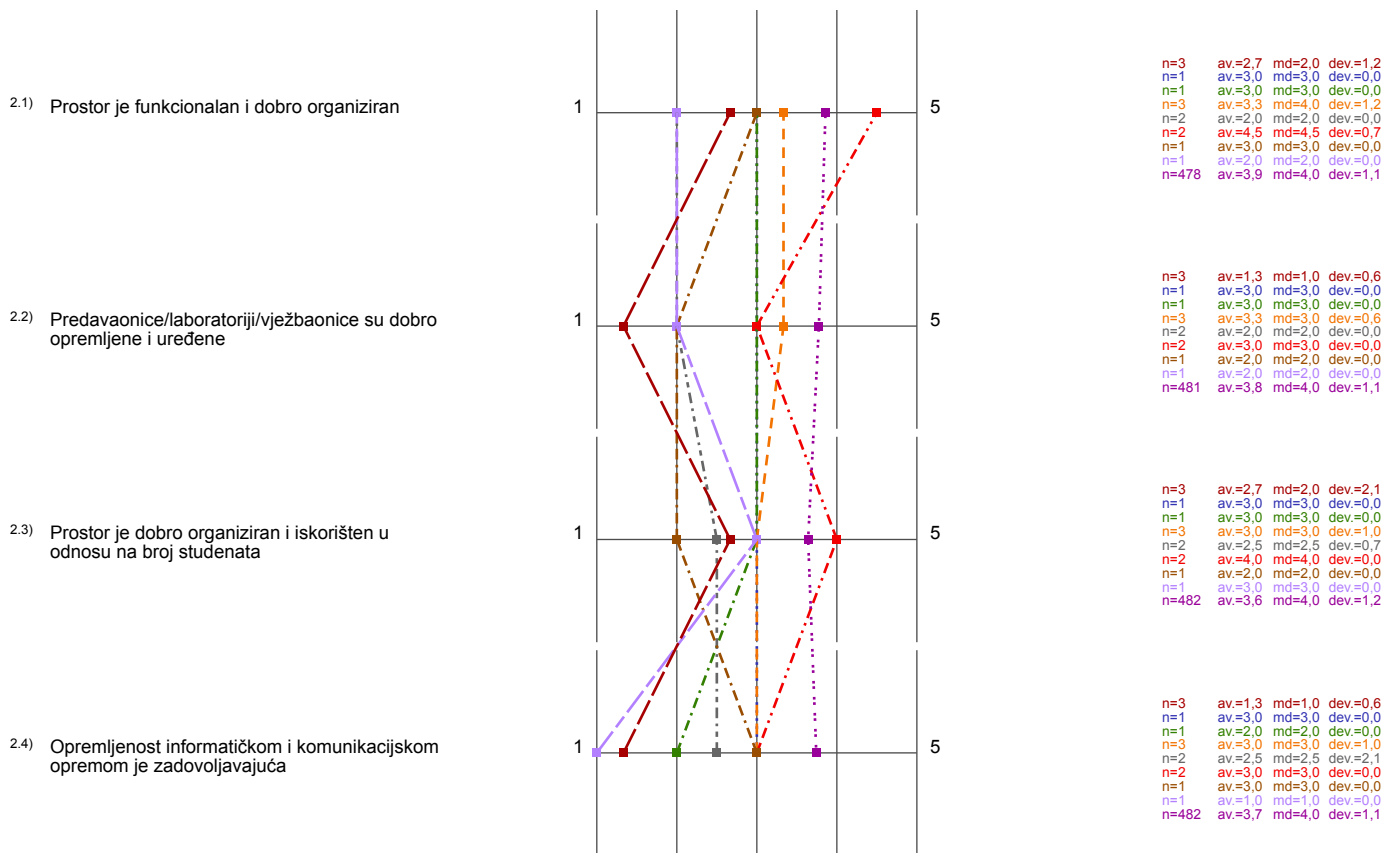 2.1) Prostor je funkcionalan i dobro organiziran 1 5
n=3 av.=2,7 md=2,0 dev.=1,2
n=1 av.=3,0 md=3,0 dev.=0,0
n=1 av.=3,0 md=3,0 dev.=0,0
n=3 av.=3,3 md=4,0 dev.=1,2
n=2 av.=2,0 md=2,0 dev.=0,0
n=2 av.=4,5 md=4,5 dev.=0,7
n=1 av.=3,0 md=3,0 dev.=0,0
n=1 av.=2,0 md=2,0 dev.=0,0
n=478 av.=3,9 md=4,0 dev.=1,1
2.2) Predavaonice/laboratoriji/vježbaonice su dobro
opremljene i uređene 1 5
n=3 av.=1,3 md=1,0 dev.=0,6
n=1 av.=3,0 md=3,0 dev.=0,0
n=1 av.=3,0 md=3,0 dev.=0,0
n=3 av.=3,3 md=3,0 dev.=0,6
n=2 av.=2,0 md=2,0 dev.=0,0
n=2 av.=3,0 md=3,0 dev.=0,0
n=1 av.=2,0 md=2,0 dev.=0,0
n=1 av.=2,0 md=2,0 dev.=0,0
n=481 av.=3,8 md=4,0 dev.=1,1
2.3) Prostor je dobro organiziran i iskorišten u
odnosu na broj studenata 1 5
n=3 av.=2,7 md=2,0 dev.=2,1
n=1 av.=3,0 md=3,0 dev.=0,0
n=1 av.=3,0 md=3,0 dev.=0,0
n=3 av.=3,0 md=3,0 dev.=1,0
n=2 av.=2,5 md=2,5 dev.=0,7
n=2 av.=4,0 md=4,0 dev.=0,0
n=1 av.=2,0 md=2,0 dev.=0,0
n=1 av.=3,0 md=3,0 dev.=0,0
n=482 av.=3,6 md=4,0 dev.=1,2
2.4) Opremljenost informatičkom i komunikacijskom
opremom je zadovoljavajuća 1 5
n=3 av.=1,3 md=1,0 dev.=0,6
n=1 av.=3,0 md=3,0 dev.=0,0
n=1 av.=2,0 md=2,0 dev.=0,0
n=3 av.=3,0 md=3,0 dev.=1,0
n=2 av.=2,5 md=2,5 dev.=2,1
n=2 av.=3,0 md=3,0 dev.=0,0
n=1 av.=3,0 md=3,0 dev.=0,0
n=1 av.=1,0 md=1,0 dev.=0,0
n=482 av.=3,7 md=4,0 dev.=1,1